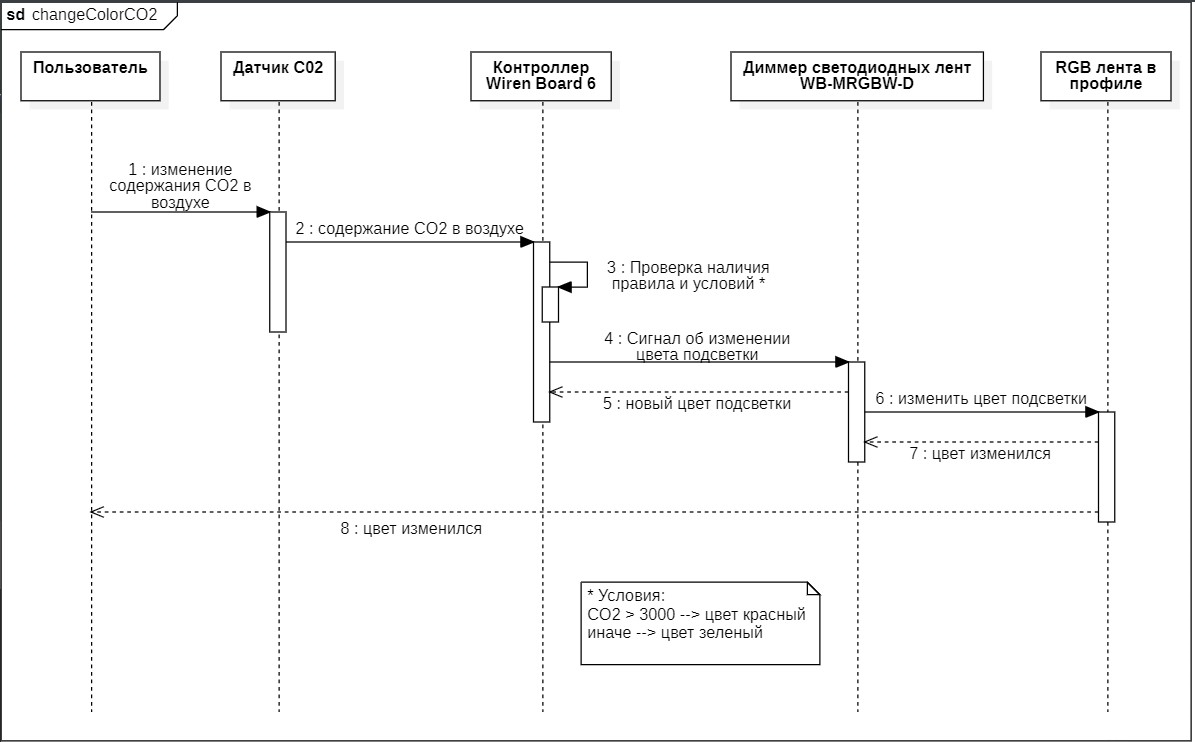 sd changeColorCO2
Пользователь
Датчик С02
Контроллер
Wiren Board 6
Диммер светодиодных лент
WB-MRGBW-D
RGB лента в
профиле
1 : изменение
содержания CO2 в
воздухе
2 : содержание CO2 в воздухе
3 : Проверка наличия
правила и условий *
4 : Сигнал об изменении
цвета подсветки
5 : новый цвет подсветки
6 : изменить цвет подсветки
7 : цвет изменился
8 : цвет изменился
* Условия:
CO2 > 3000 --> цвет красный
иначе --> цвет зеленый